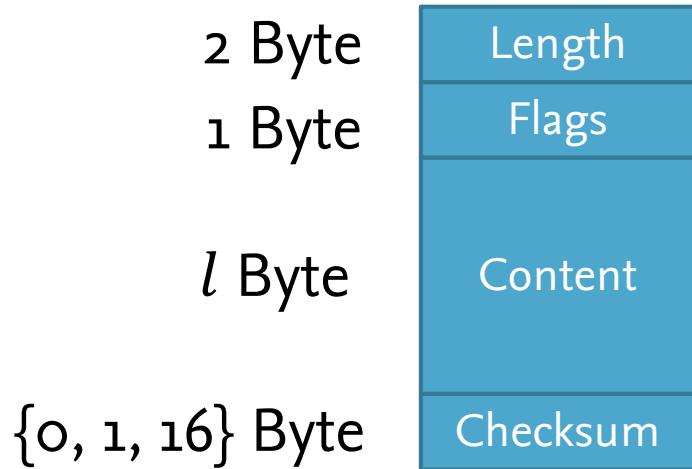 2 Byte Length
1 Byte Flags
l Byte Content
{0, 1, 16} Byte Checksum